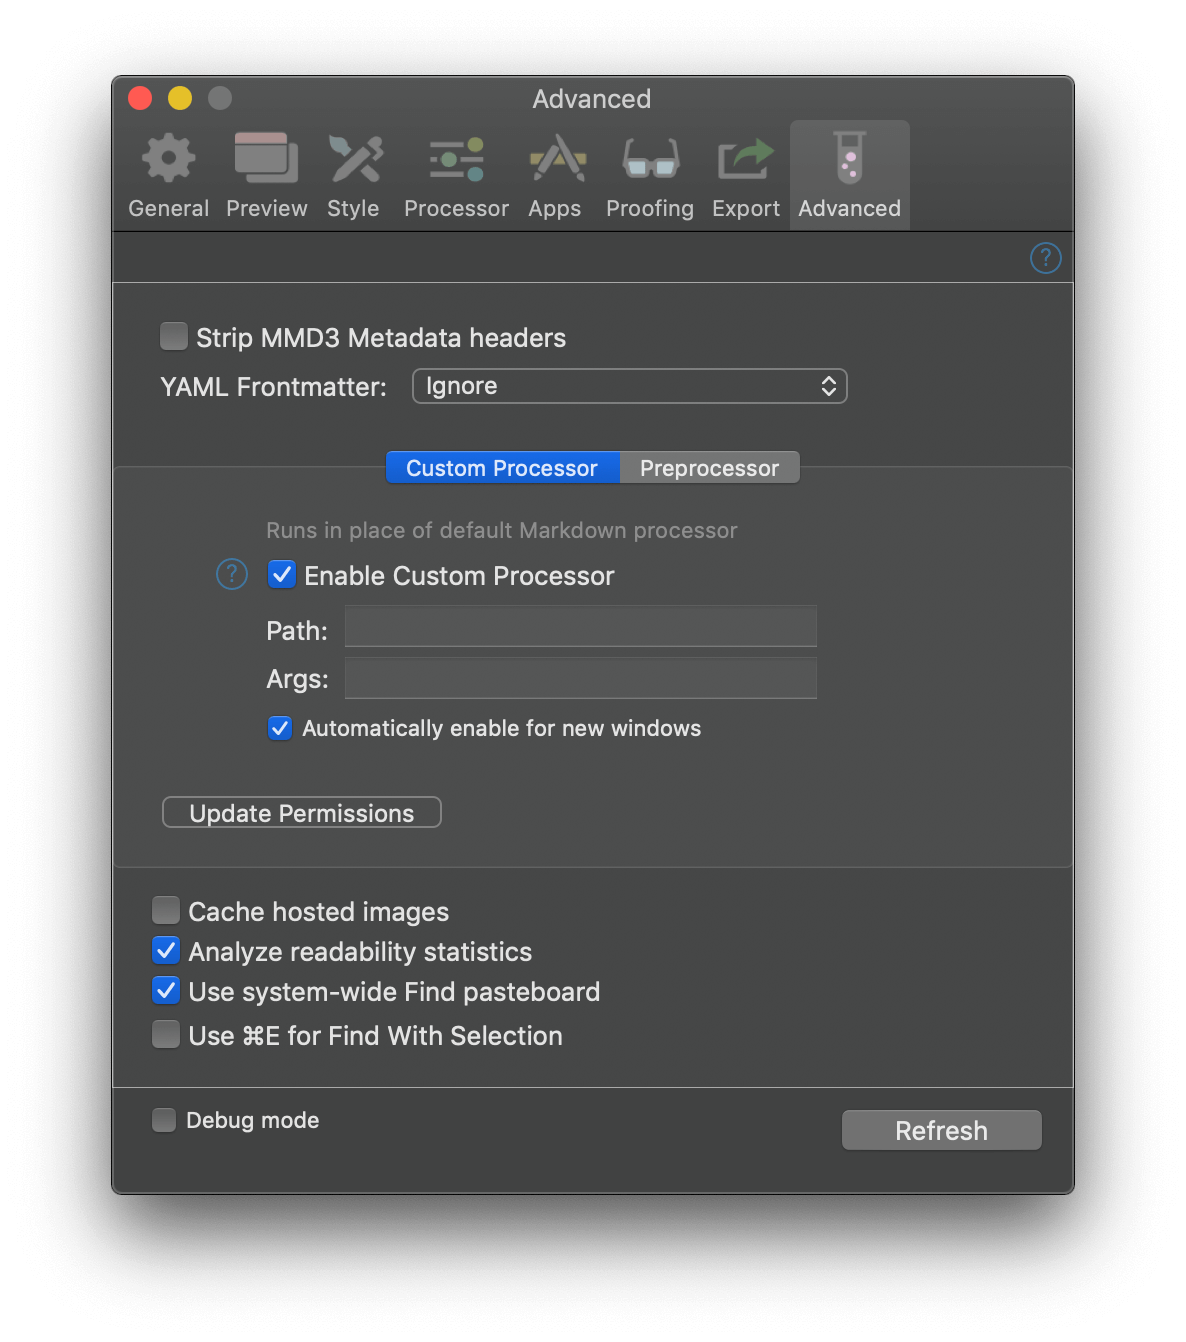 Advanced
General Preview Style Processor Apps Proofing Export Advanced
?
Strip MMD3 Metadata headers
YAML Frontmatter: Ignore
Custom Processor Preprocessor
Runs in place of default Markdown processor
? Enable Custom Processor
Path:
Args:
Automatically enable for new windows
Update Permissions
Cache hosted images
Analyze readability statistics
Use system-wide Find pasteboard
Use ⌘E for Find With Selection
Debug mode
Refresh